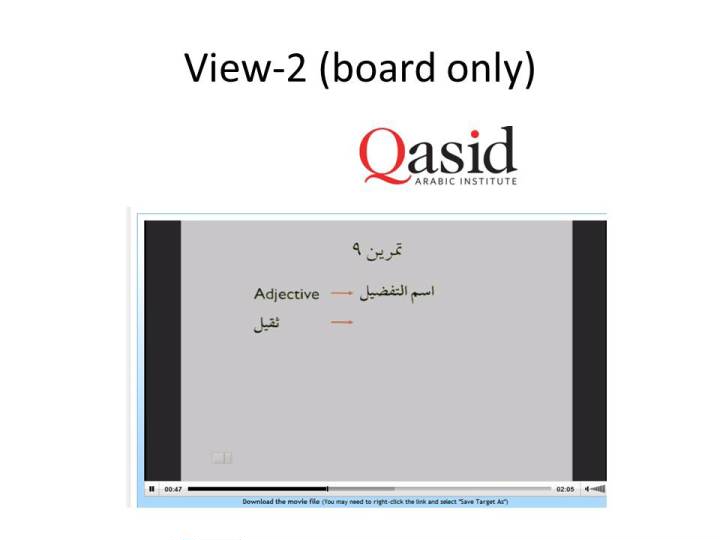 View-2 (board only)
Qasid
ARABIC INSTITUTE
تمرين ٩
Adjective → اسم التفضيل
ثقيل →
00:47 02:05
Download the movie file (You may need to right-click the link and select "Save Target As")